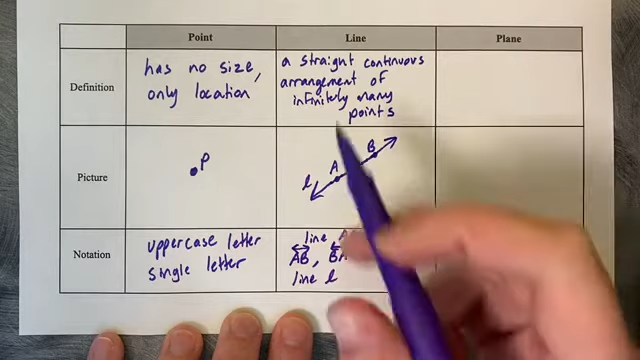 Point
Line
Plane
Definition
has no size,
only location
a straight continuous
arrangement of
infinitely many
points
Picture
P
l
A
B
Notation
uppercase letter
single letter
line A
AB, BA
line l